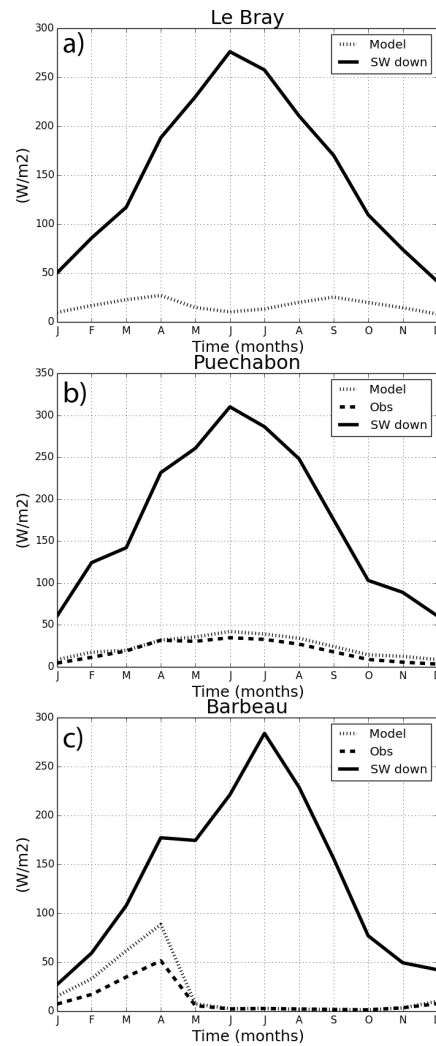 Le Bray
a)
Model
SW down
300
250
200
150
100
50
0
(W/m2)
J F M A M J J A S O N D
Time (months)
Puechabon
b)
Model
Obs
SW down
350
300
250
200
150
100
50
0
(W/m2)
J F M A M J J A S O N D
Time (months)
Barbeau
c)
Model
Obs
SW down
300
250
200
150
100
50
0
(W/m2)
J F M A M J J A S O N D
Time (months)